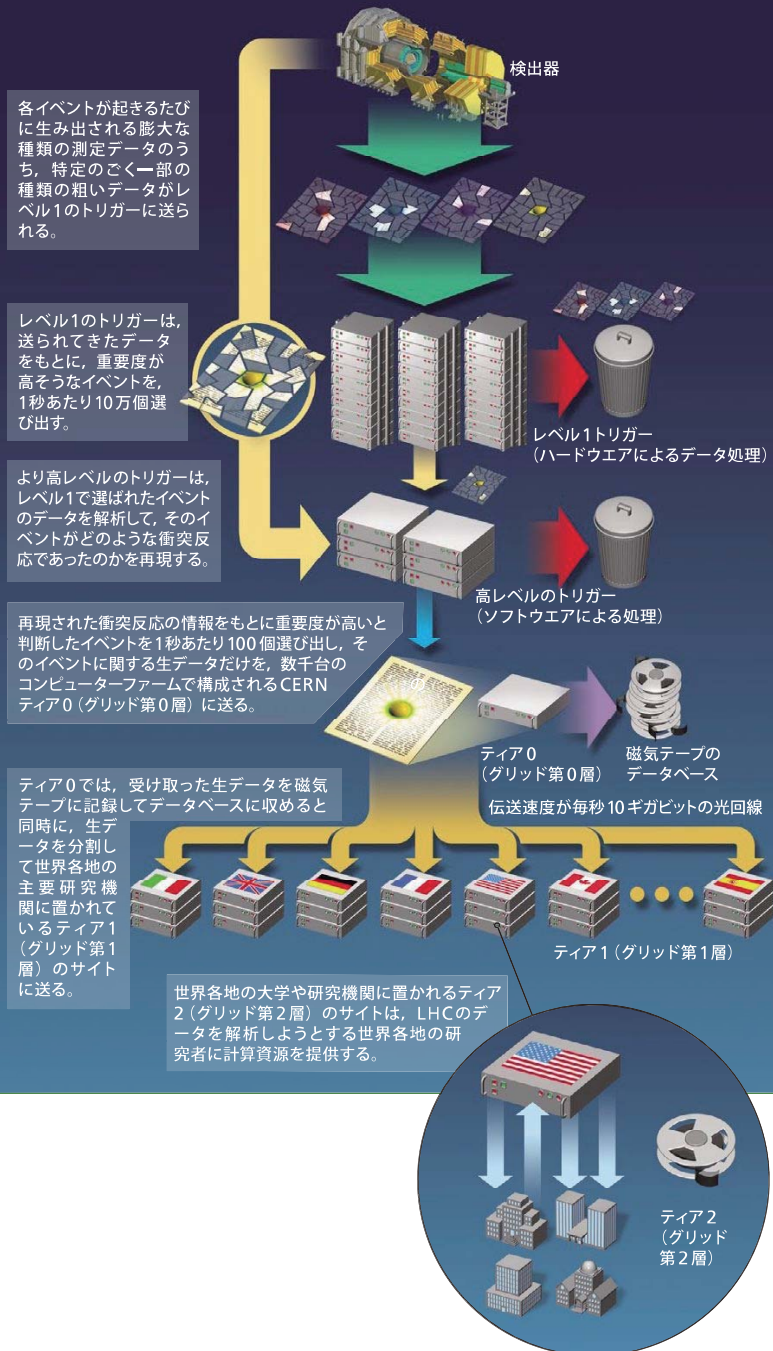 検出器
各イベントが起きるたび
に生み出される膨大な
種類の測定データのう
ち，特定のごく一部の
種類の粗いデータがレ
ベル1のトリガーに送ら
れる。
レベル1のトリガーは，
送られてきたデータ
をもとに，重要度が
高そうなイベントを，
1秒あたり10万個選
び出す。
レベル1トリガー
（ハードウエアによるデータ処理）
より高レベルのトリガーは，
レベル1で選ばれたイベント
のデータを解析して，そのイ
ベントがどのような衝突反
応であったのかを再現する。
高レベルのトリガー
（ソフトウエアによる処理）
再現された衝突反応の情報をもとに重要度が高いと
判断したイベントを1秒あたり100個選び出し，そ
のイベントに関する生データだけを，数千台の
コンピューターファームで構成されるCERN
ティア0（グリッド第0層）に送る。
ティア0
（グリッド第0層）
磁気テープの
データベース
ティア0では，受け取った生データを磁気
テープに記録してデータベースに収めると
同時に，生デ
ータを分割し
て世界各地の
主要研究機
関に置かれて
いるティア1
（グリッド第1
層）のサイト
に送る。
伝送速度が毎秒10ギガビットの光回線
ティア1（グリッド第1層）
世界各地の大学や研究機関に置かれるティア
2（グリッド第2層）のサイトは，LHCのデ
ータを解析しようとする世界各地の研
究者に計算資源を提供する。
ティア2
（グリッド
第2層）